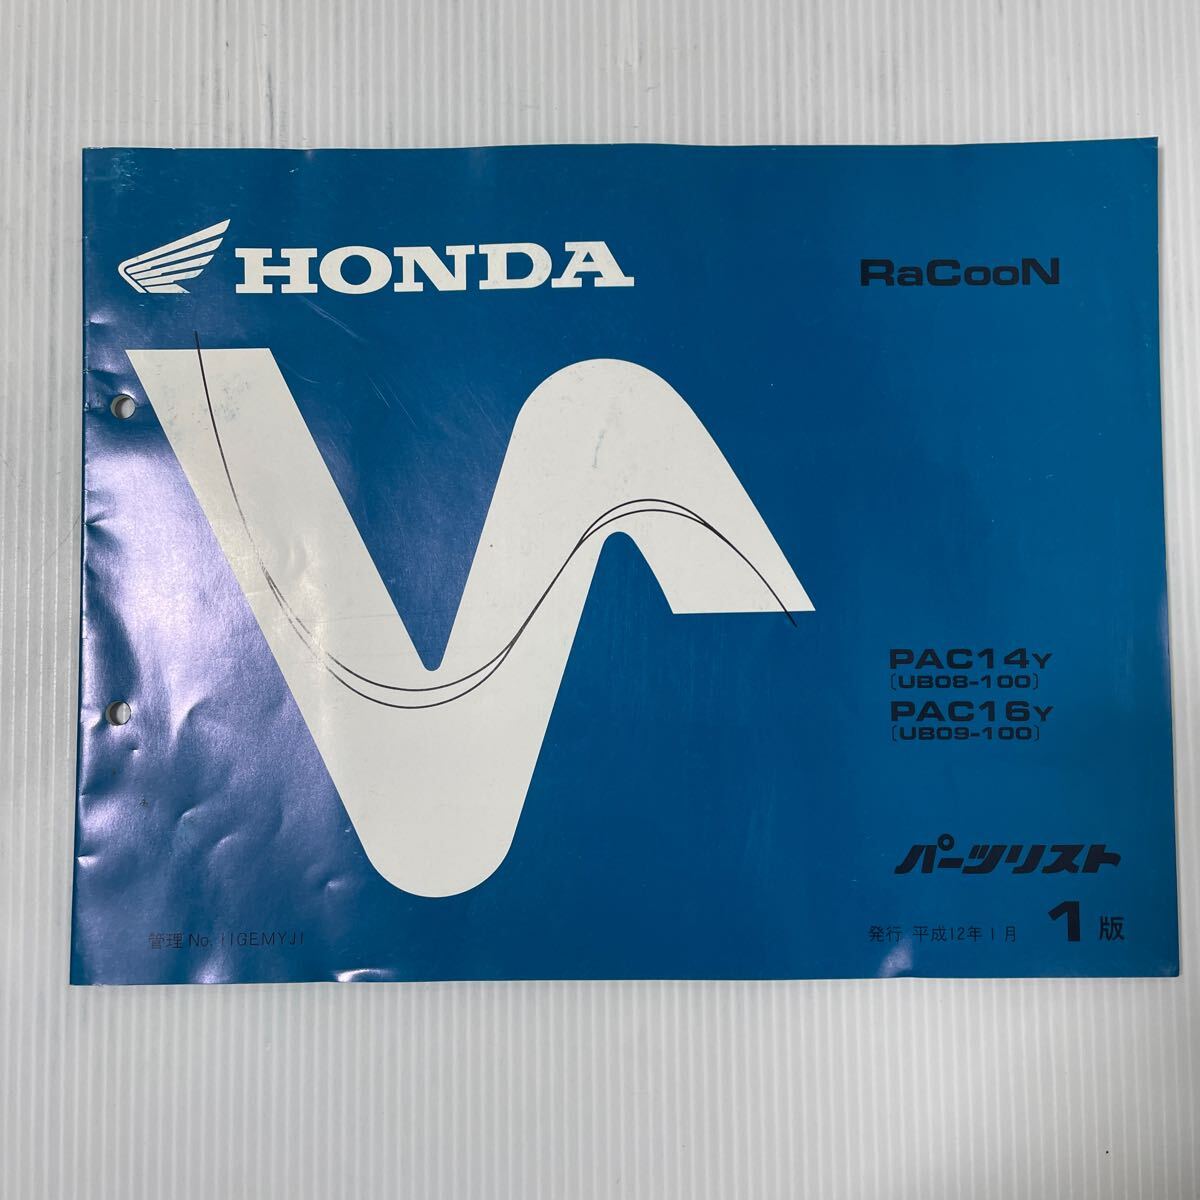 HONDA
RaCooN
PAC14Y
(UB08-100)
PAC16Y
(UB09-100)
パーツリスト
管理 No. 11GEMYJ1
発行 平成12年1月 1版